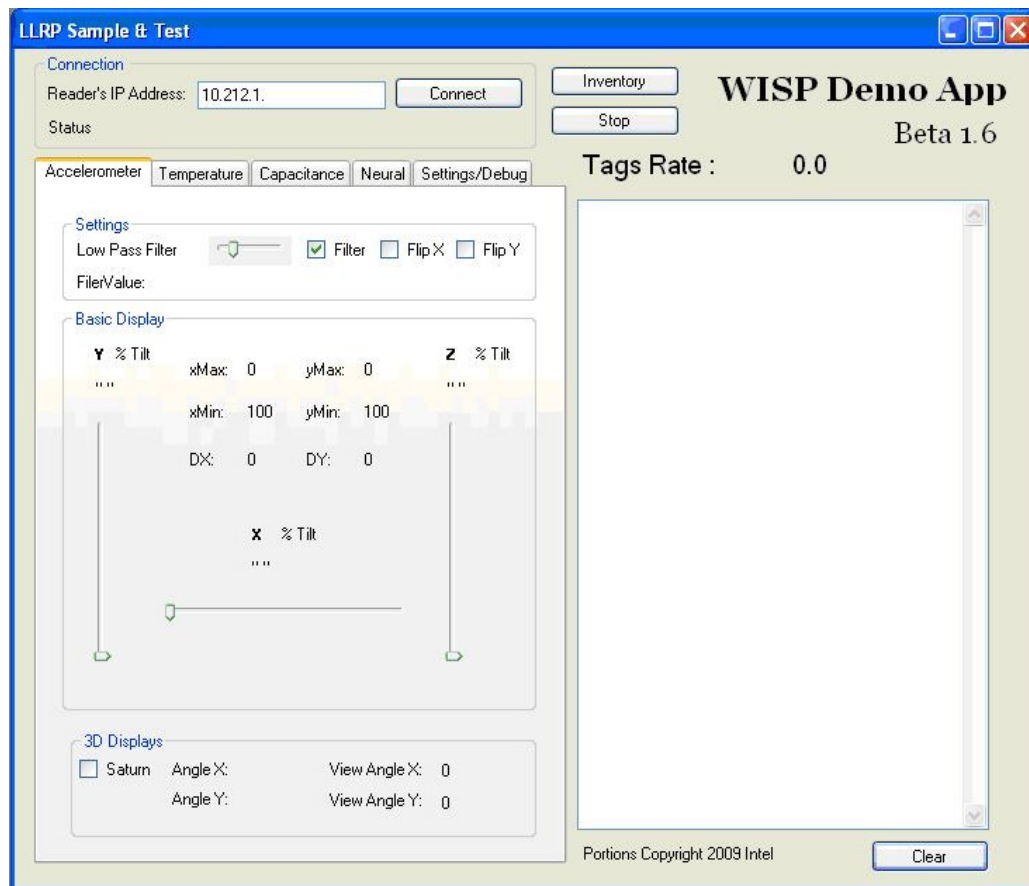 LLRP Sample & Test
Connection
Reader's IP Address: 10.212.1. Connect
Status
Inventory
Stop
WISP Demo App
Beta 1.6
Tags Rate : 0.0
Accelerometer Temperature Capacitance Neural Settings/Debug
Settings
Low Pass Filter Filter Flip X Flip Y
FilerValue:
Basic Display
Y % Tilt
" "
xMax: 0 yMax: 0
xMin: 100 yMin: 100
DX: 0 DY: 0
Z % Tilt
" "
X % Tilt
" "
3D Displays
Saturn Angle X: View Angle X: 0
Angle Y: View Angle Y: 0
Portions Copyright 2009 Intel
Clear